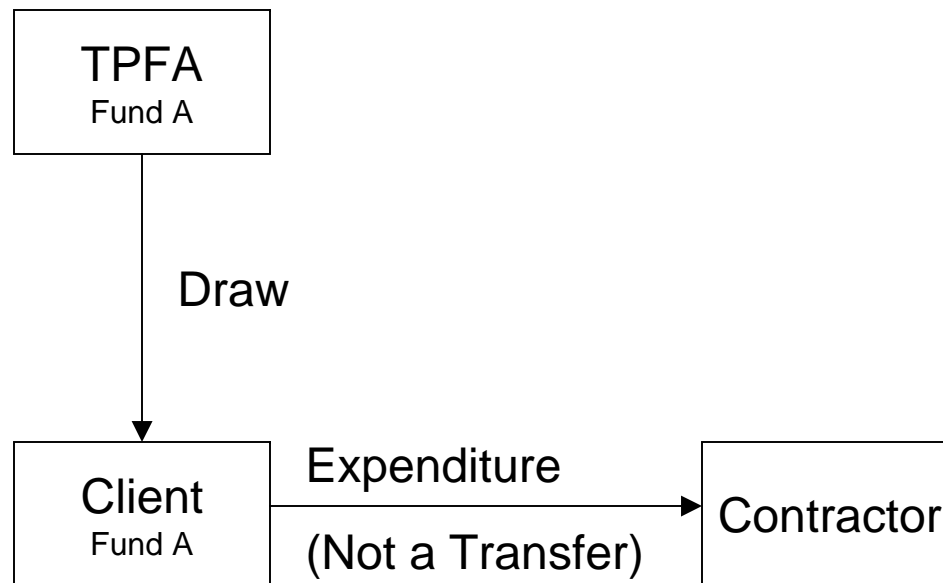 TPFA
Fund A
Draw
Client
Fund A
Expenditure
(Not a Transfer)
Contractor